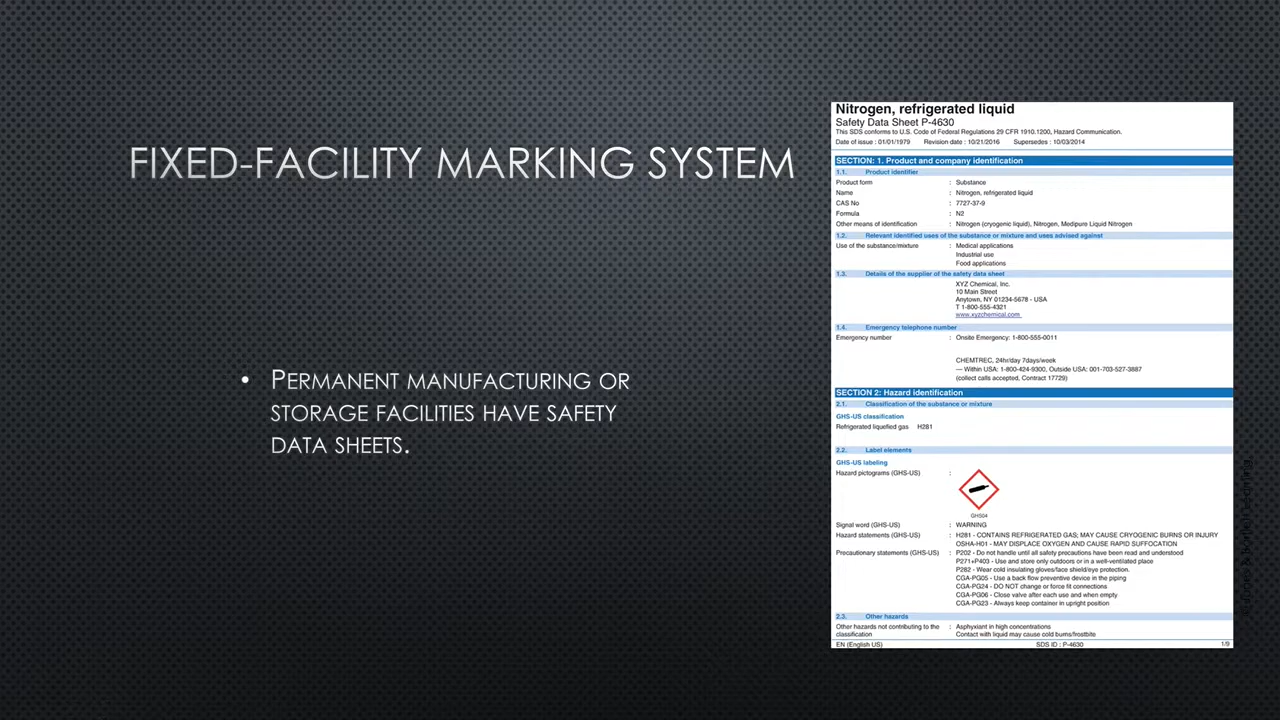 FIXED-FACILITY MARKING SYSTEM
• PERMANENT MANUFACTURING OR
STORAGE FACILITIES HAVE SAFETY
DATA SHEETS.
Nitrogen, refrigerated liquid
Safety Data Sheet P-4630
This SDS conforms to U.S. Code of Federal Regulations 29 CFR 1910.1200, Hazard Communication.
Date of issue : 01/01/1979 Revision date : 10/21/2016 Supersedes : 10/03/2014
SECTION: 1. Product and company identification
1.1. Product identifier
Product form : Substance
Name : Nitrogen, refrigerated liquid
CAS No : 7727-37-9
Formula : N2
Other means of identification : Nitrogen (cryogenic liquid), Nitrogen, Medipure Liquid Nitrogen
1.2. Relevant identified uses of the substance or mixture and uses advised against
Use of the substance/mixture : Medical applications
Industrial use
Food applications
1.3. Details of the supplier of the safety data sheet
XYZ Chemical, Inc.
10 Main Street
Anytown, NY 01234-5678 - USA
T 1-800-555-4321
www.xyzchemical.com
1.4. Emergency telephone number
Emergency number : Onsite Emergency: 1-800-555-0011
CHEMTREC, 24hr/day 7days/week
— Within USA: 1-800-424-9300, Outside USA: 001-703-527-3887
(collect calls accepted, Contract 17729)
SECTION 2: Hazard identification
2.1. Classification of the substance or mixture
GHS-US classification
Refrigerated liquefied gas H281
2.2. Label elements
GHS-US labeling
Hazard pictograms (GHS-US) :
GHS04
Signal word (GHS-US) : WARNING
Hazard statements (GHS-US) : H281 - CONTAINS REFRIGERATED GAS; MAY CAUSE CRYOGENIC BURNS OR INJURY
OSHA-H01 - MAY DISPLACE OXYGEN AND CAUSE RAPID SUFFOCATION
Precautionary statements (GHS-US) : P202 - Do not handle until all safety precautions have been read and understood
P271+P403 - Use and store only outdoors or in a well-ventilated place
P282 - Wear cold insulating gloves/face shield/eye protection.
CGA-PG05 - Use a back flow preventive device in the piping
CGA-PG24 - DO NOT change or force fit connections.
CGA-PG06 - Close valve after each use and when empty
CGA-PG23 - Always keep container in upright position
2.3. Other hazards
Other hazards not contributing to the : Asphyxiant in high concentrations
classification Contact with liquid may cause cold burns/frostbite
EN (English US) SDS ID : P-4630 1/9